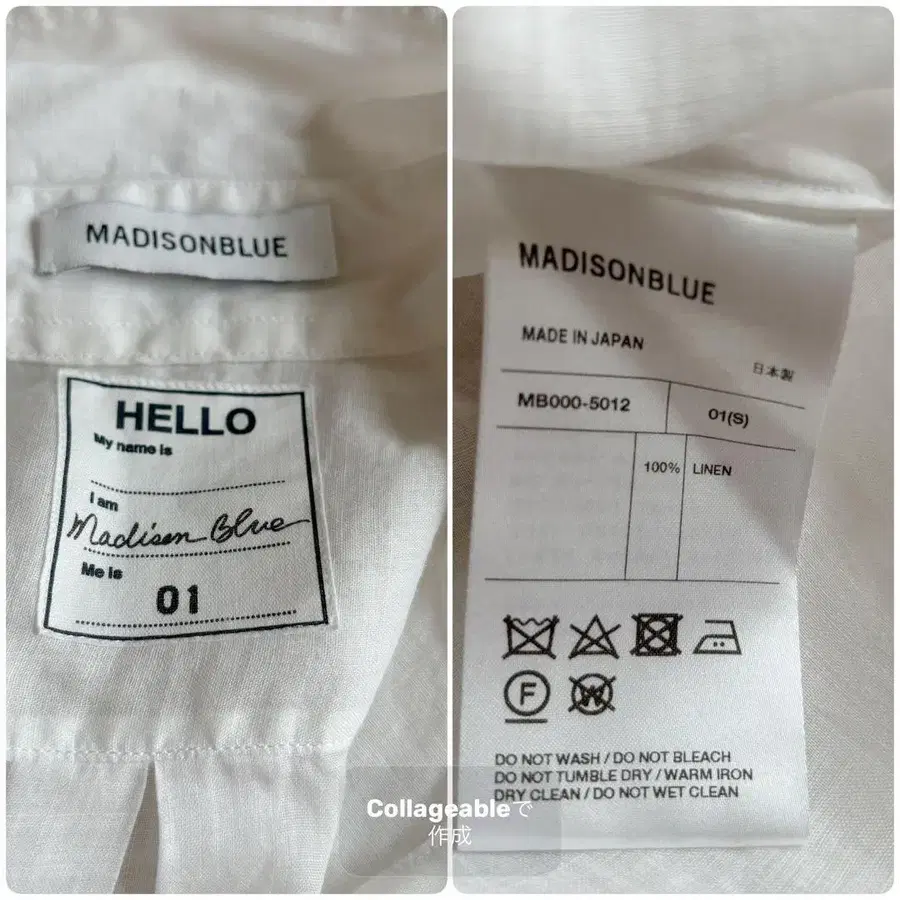 MADISONBLUE
HELLO
My name is
I am
Madison Blue
Me is
01
MADISONBLUE
MADE IN JAPAN
日本製
MB000-5012
01(S)
100% LINEN
F
W
DO NOT WASH / DO NOT BLEACH
DO NOT TUMBLE DRY / WARM IRON
DRY CLEAN / DO NOT WET CLEAN
Collageableで
作成